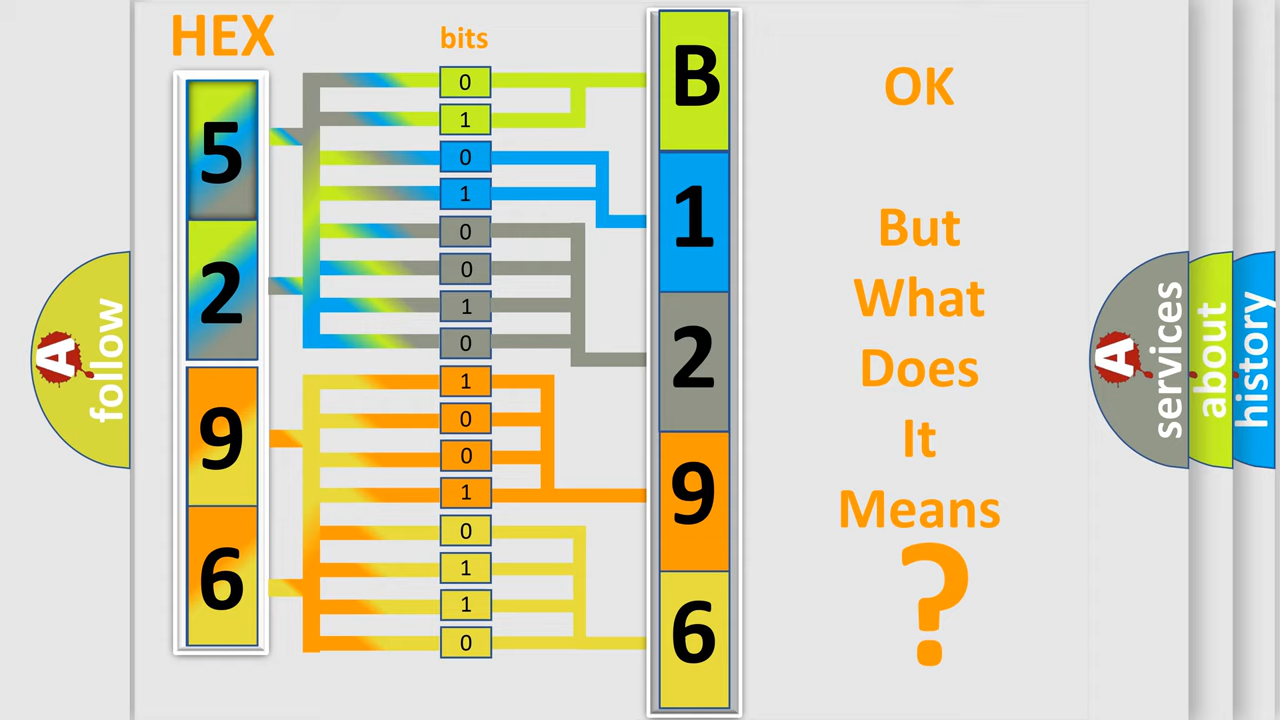 HEX
bits
5
2
9
6
0
1
0
1
0
0
1
0
1
0
0
1
0
1
1
0
B
1
2
9
6
OK
But
What
Does
It
Means
?
A
follow
A
services
about
history